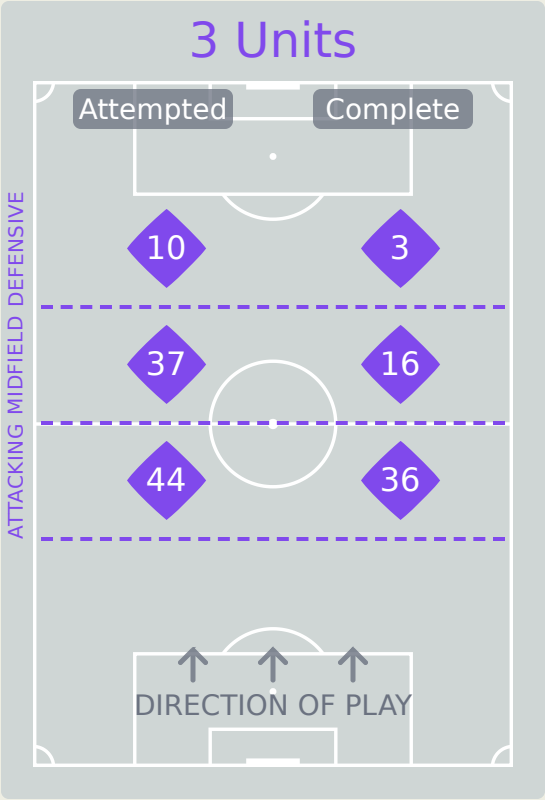 3 Units
Attempted Complete
10 3
37 16
44 36
ATTACKING MIDFIELD DEFENSIVE
DIRECTION OF PLAY